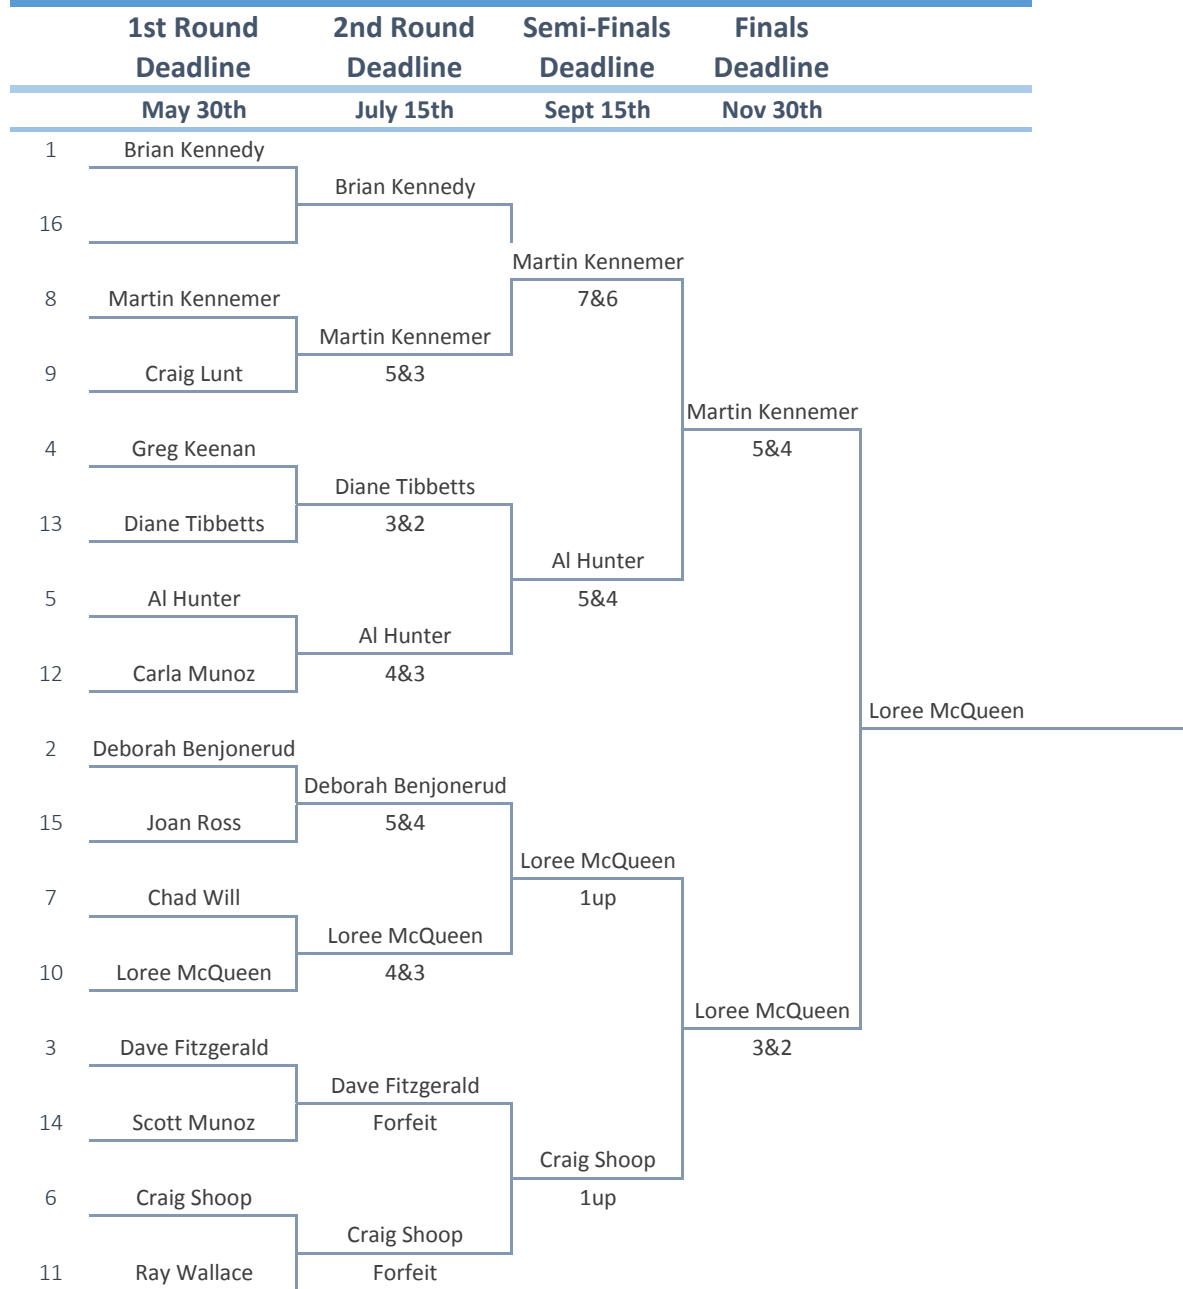 1st Round 2nd Round Semi-Finals Finals
Deadline Deadline Deadline Deadline
May 30th July 15th Sept 15th Nov 30th
1 Brian Kennedy
Brian Kennedy
16
Martin Kennemer
8 Martin Kennemer 7&6
Martin Kennemer
9 Craig Lunt 5&3
Martin Kennemer
4 Greg Keenan 5&4
Diane Tibbetts
13 Diane Tibbetts 3&2
Al Hunter
5 Al Hunter 5&4
Al Hunter
12 Carla Munoz 4&3
Loree McQueen
2 Deborah Benjonerud
Deborah Benjonerud
15 Joan Ross 5&4
Loree McQueen
7 Chad Will 1up
Loree McQueen
10 Loree McQueen 4&3
Loree McQueen
3 Dave Fitzgerald 3&2
Dave Fitzgerald
14 Scott Munoz Forfeit
Craig Shoop
6 Craig Shoop 1up
Craig Shoop
11 Ray Wallace Forfeit